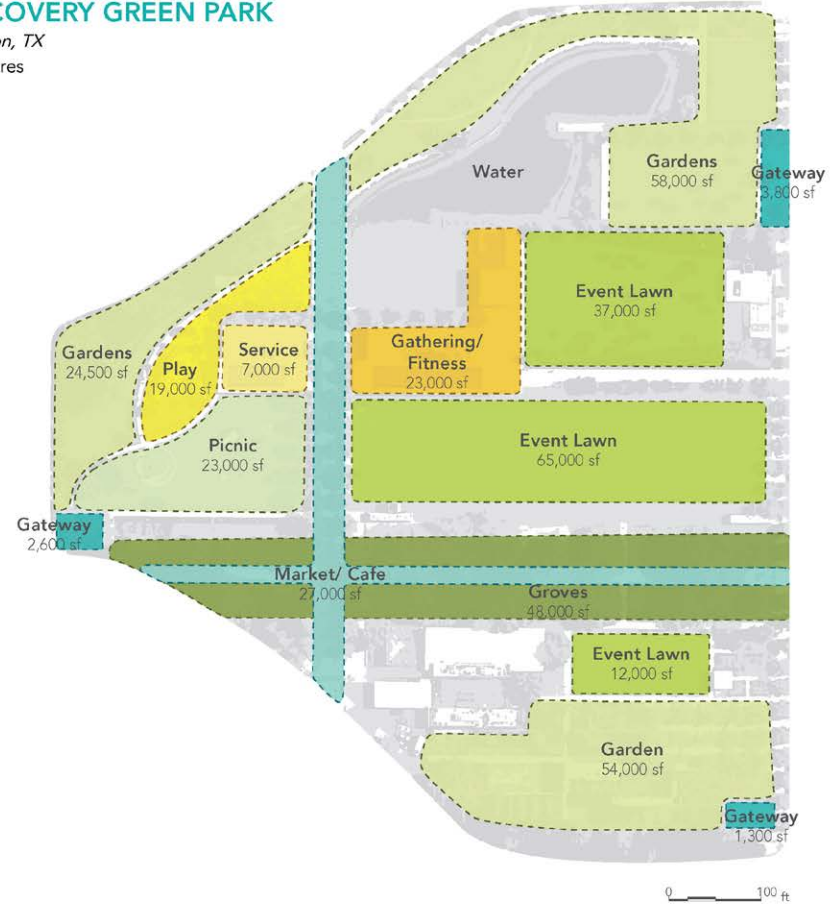 COVERY GREEN PARK
on, TX
res
Water
Gardens
58,000 sf
Gateway
3,800 sf
Event Lawn
37,000 sf
Gathering/
Fitness
23,000 sf
Gardens
24,500 sf
Play
19,000 sf
Service
7,000 sf
Picnic
23,000 sf
Event Lawn
65,000 sf
Gateway
2,600 sf
Market/ Cafe
27,000 sf
Groves
48,000 sf
Event Lawn
12,000 sf
Garden
54,000 sf
Gateway
1,300 sf
0 100 ft